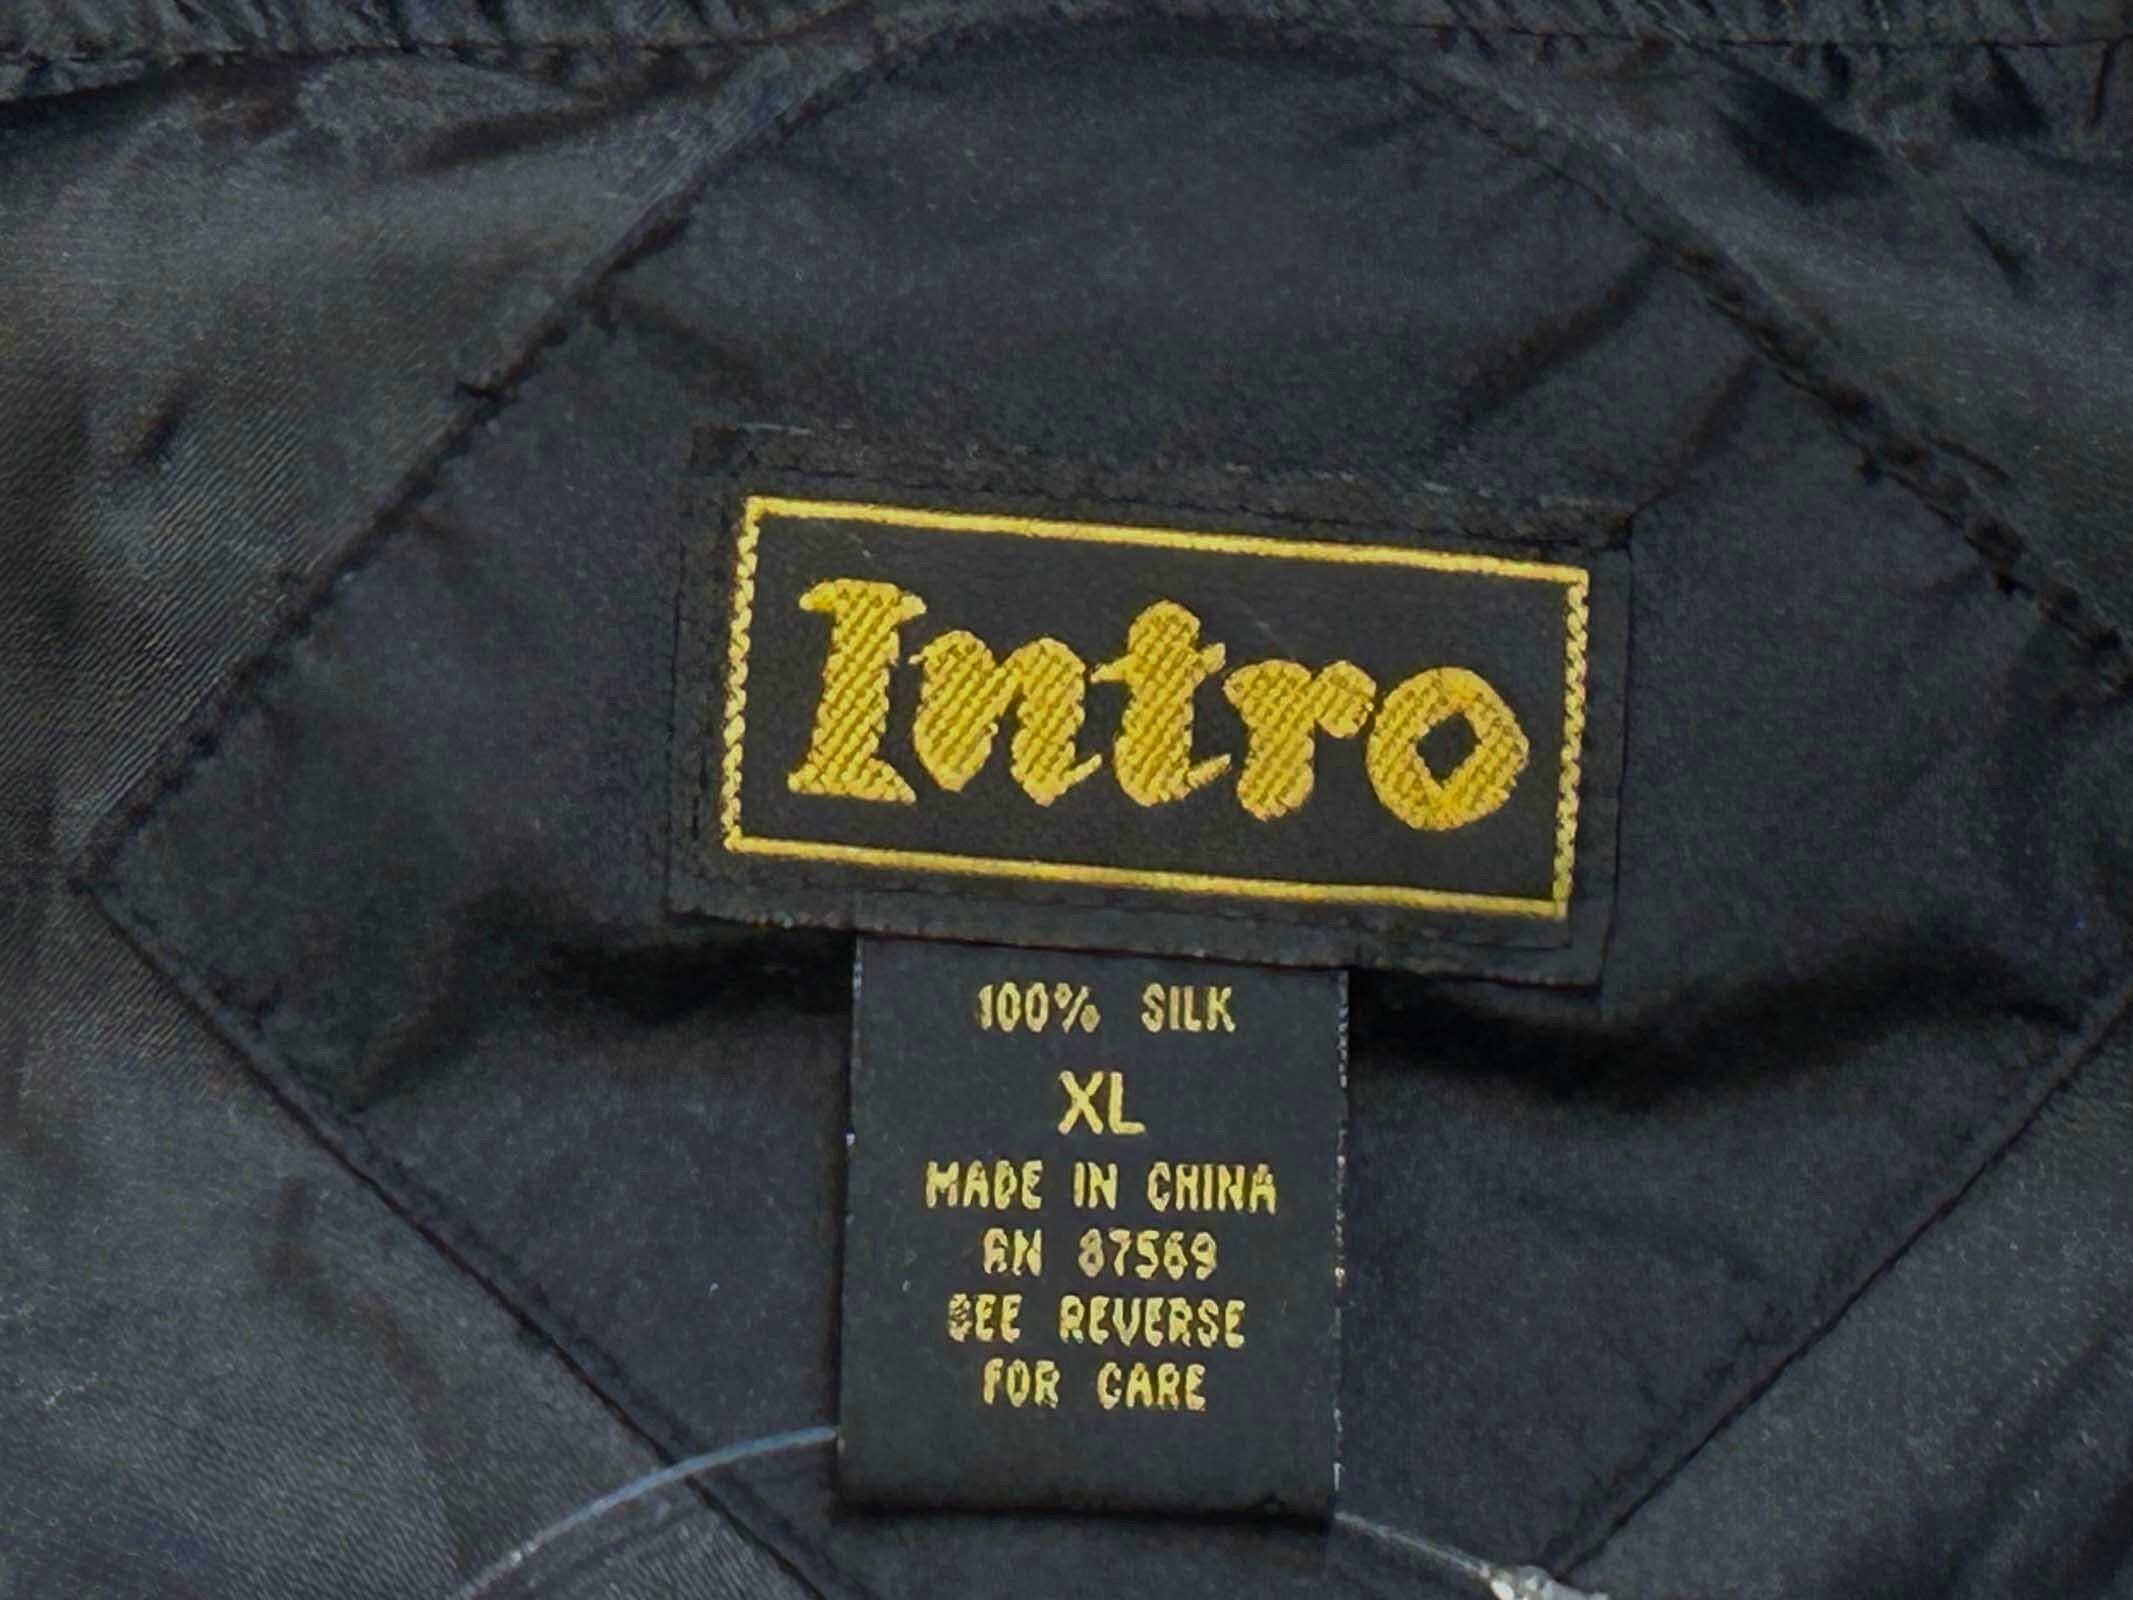 Intro
100% SILK
XL
MADE IN CHINA
RN 87569
SEE REVERSE
FOR CARE